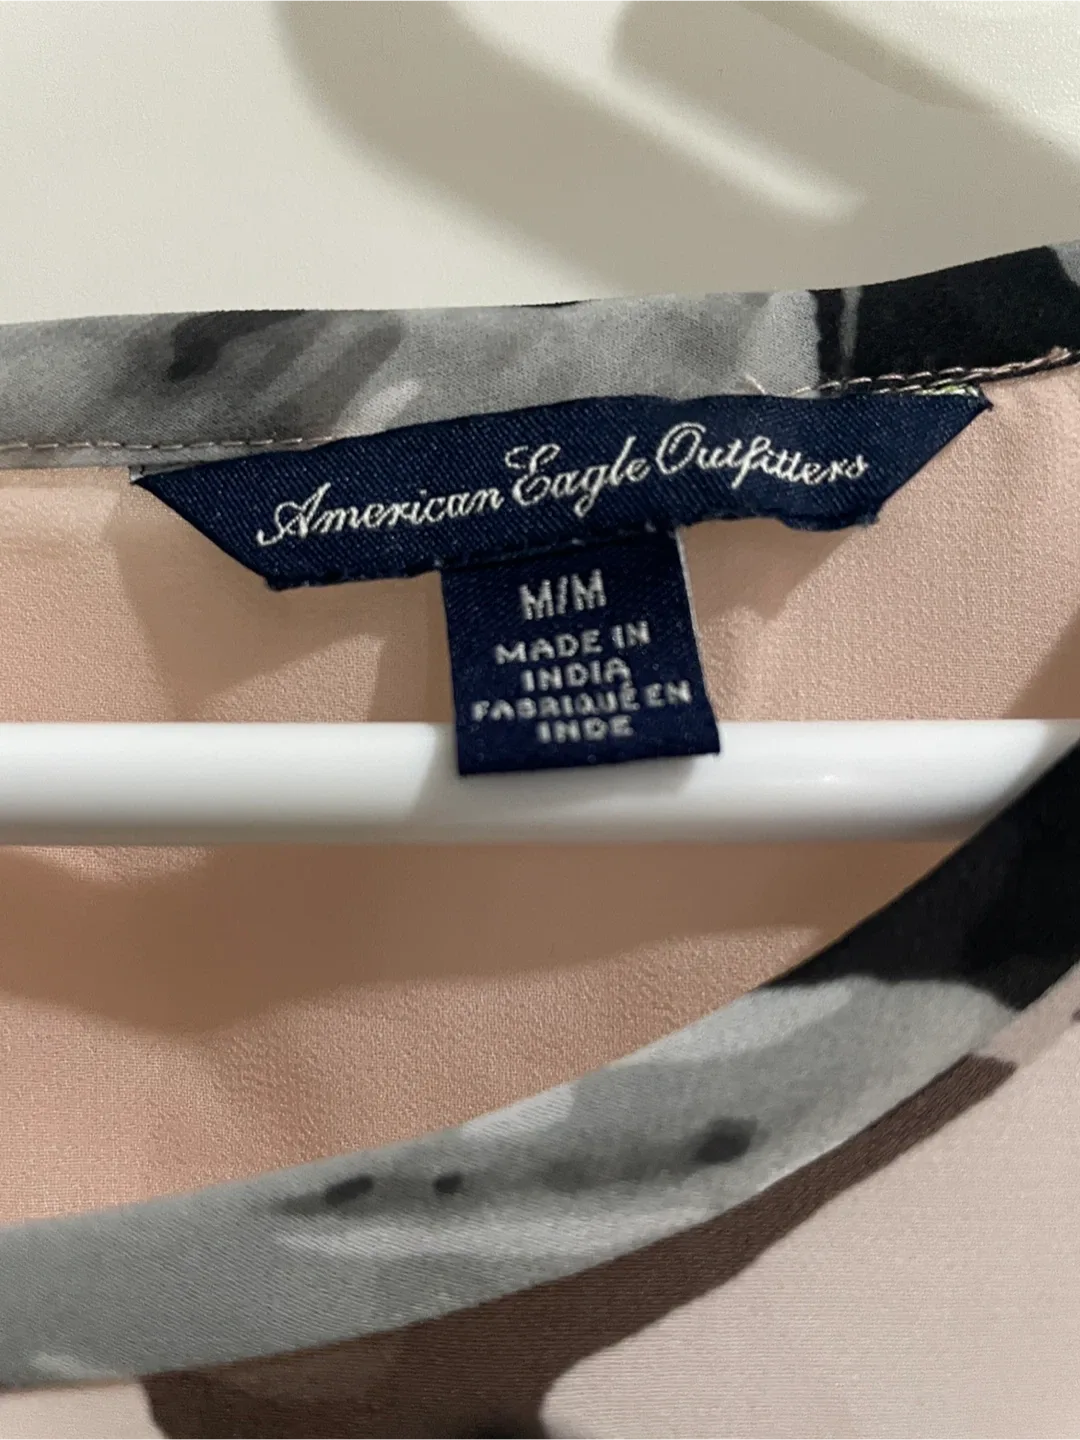 American Eagle Outfitters
M/M
MADE IN
INDIA
FABRIQUÉ EN
INDE